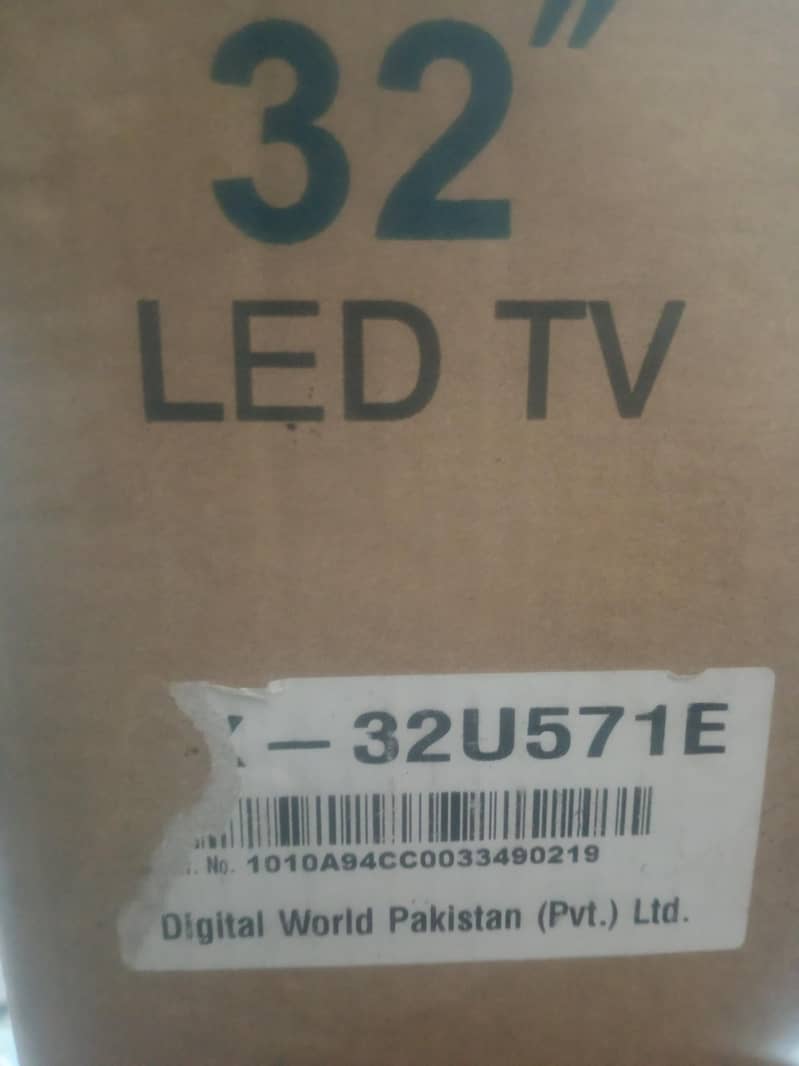 32"
LED TV
– 32U571E
No. 1010A94CC0033490219
Digital World Pakistan (Pvt.) Ltd.